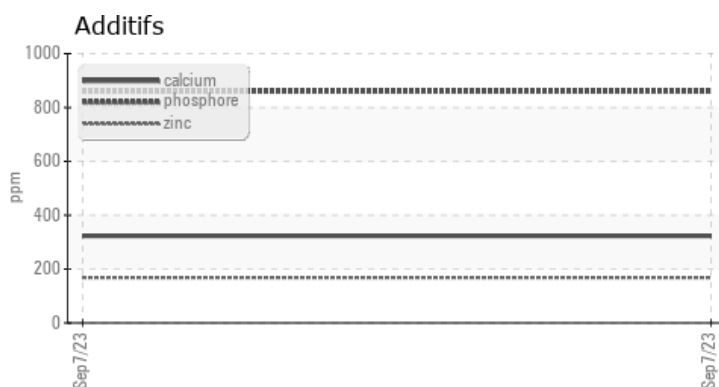 Additifs
1000
800
600
400
200
0
ppm
calcium
phosphore
zinc
Sep7/23
Sep7/23